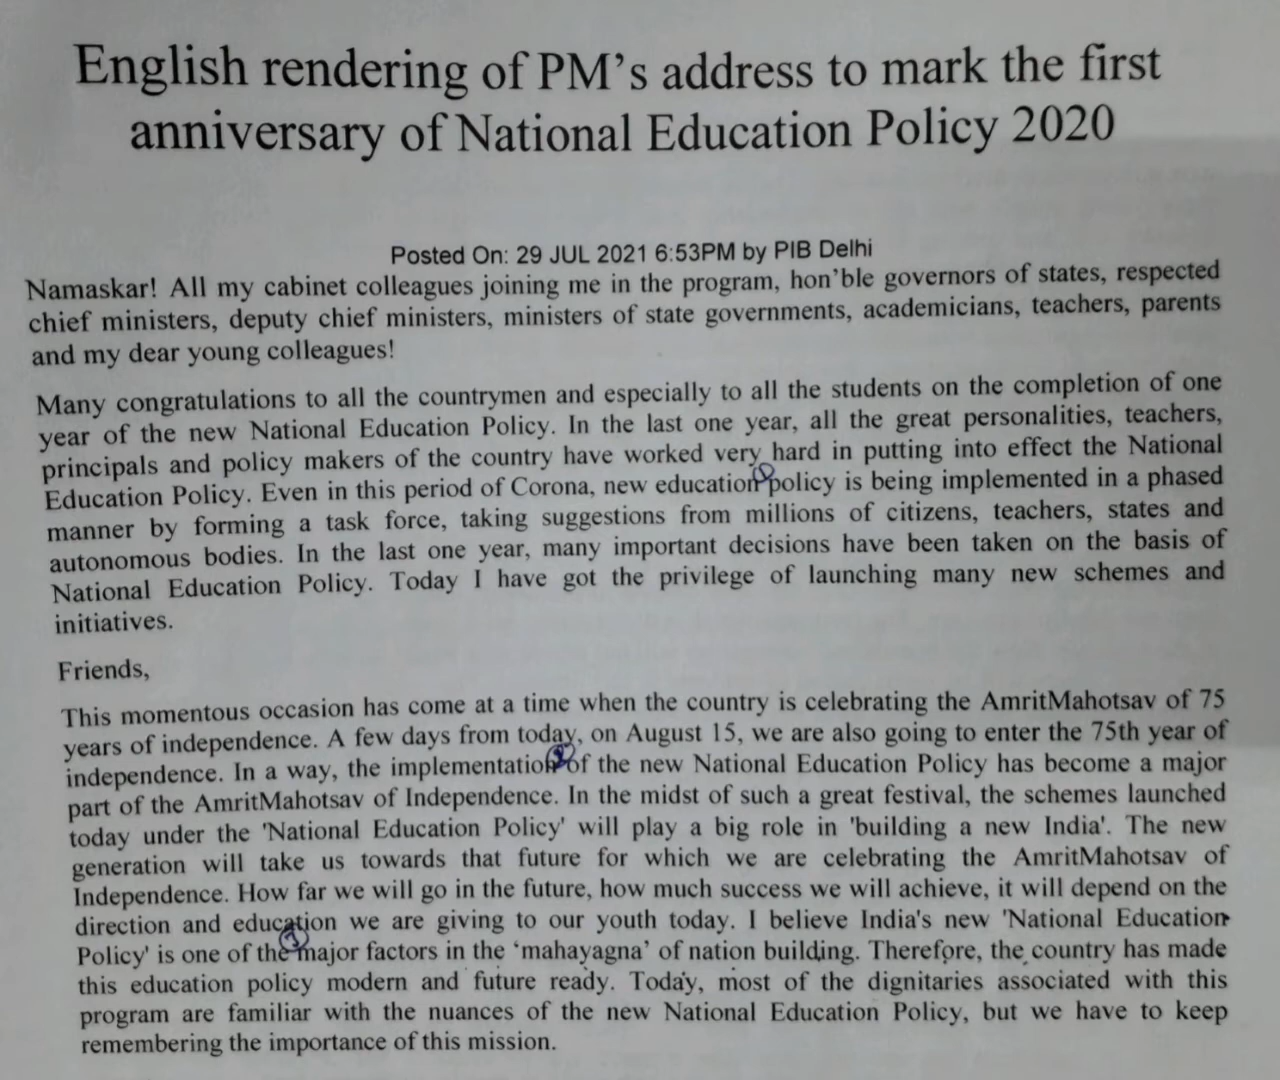 English rendering of PM's address to mark the first
anniversary of National Education Policy 2020
Posted On: 29 JUL 2021 6:53PM by PIB Delhi
Namaskar! All my cabinet colleagues joining me in the program, hon'ble governors of states, respected
chief ministers, deputy chief ministers, ministers of state governments, academicians, teachers, parents
and my dear young colleagues!
Many congratulations to all the countrymen and especially to all the students on the completion of one
year of the new National Education Policy. In the last one year, all the great personalities, teachers,
principals and policy makers of the country have worked very hard in putting into effect the National
Education Policy. Even in this period of Corona, new education policy is being implemented in a phased
manner by forming a task force, taking suggestions from millions of citizens, teachers, states and
autonomous bodies. In the last one year, many important decisions have been taken on the basis of
National Education Policy. Today I have got the privilege of launching many new schemes and
initiatives.
Friends,
This momentous occasion has come at a time when the country is celebrating the AmritMahotsav of 75
years of independence. A few days from today, on August 15, we are also going to enter the 75th year of
independence. In a way, the implementation of the new National Education Policy has become a major
part of the AmritMahotsav of Independence. In the midst of such a great festival, the schemes launched
today under the 'National Education Policy' will play a big role in 'building a new India'. The new
generation will take us towards that future for which we are celebrating the AmritMahotsav of
Independence. How far we will go in the future, how much success we will achieve, it will depend on the
direction and education we are giving to our youth today. I believe India's new 'National Education
Policy' is one of the major factors in the ‘mahayagna’ of nation building. Therefore, the country has made
this education policy modern and future ready. Today, most of the dignitaries associated with this
program are familiar with the nuances of the new National Education Policy, but we have to keep
remembering the importance of this mission.